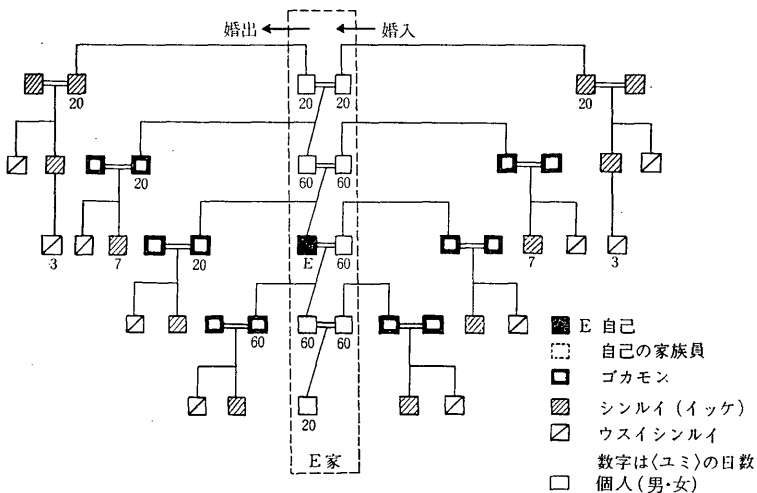 婚出 婚入
20 20 20 20
20 60 60
3 7 20 E 60 7 3
60 60 60
20
E家
E 自己
自己の家族員
ゴカモン
シンルイ(イッケ)
ウスイシンルイ
数字は〈ユミ〉の日数
個人(男・女)